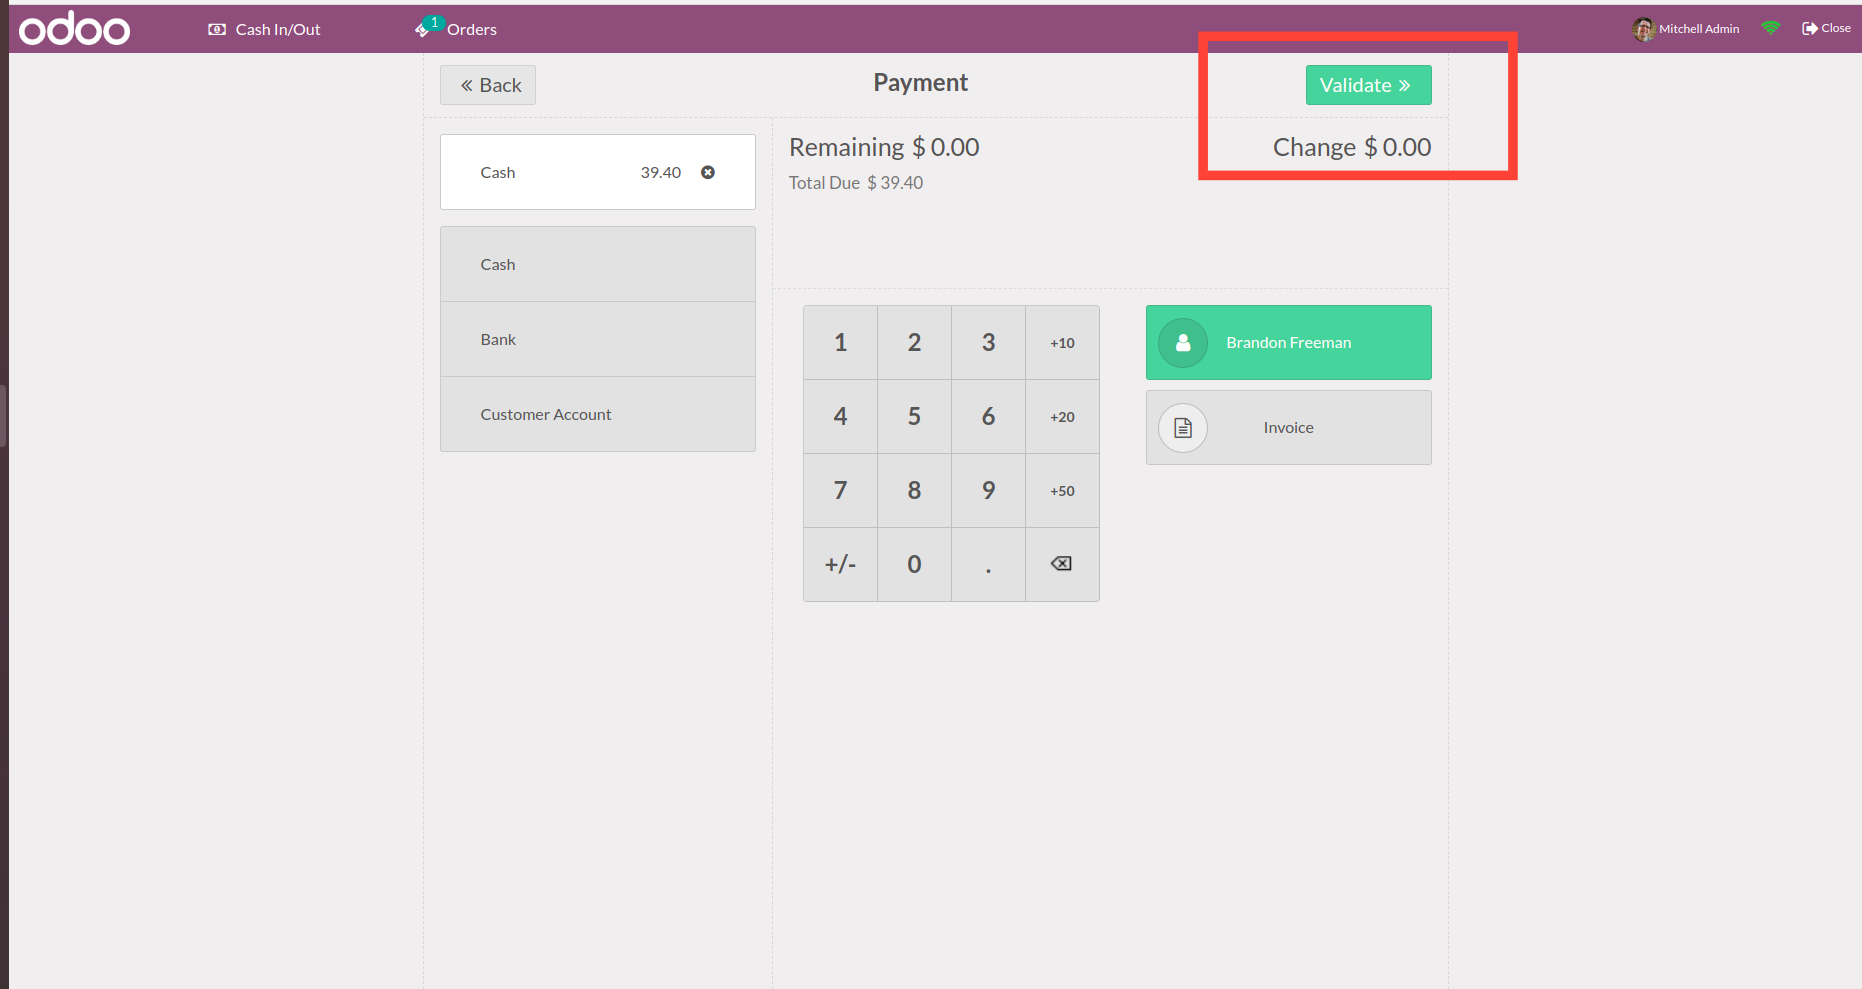 odoo Cash In/Out 1 Orders Mitchell Admin Close
Back Payment Validate
Cash 39.40
Remaining $ 0.00 Change $ 0.00
Total Due $ 39.40
Cash
Bank
Customer Account
1 2 3 +10
4 5 6 +20
7 8 9 +50
+/- 0 .
Brandon Freeman
Invoice